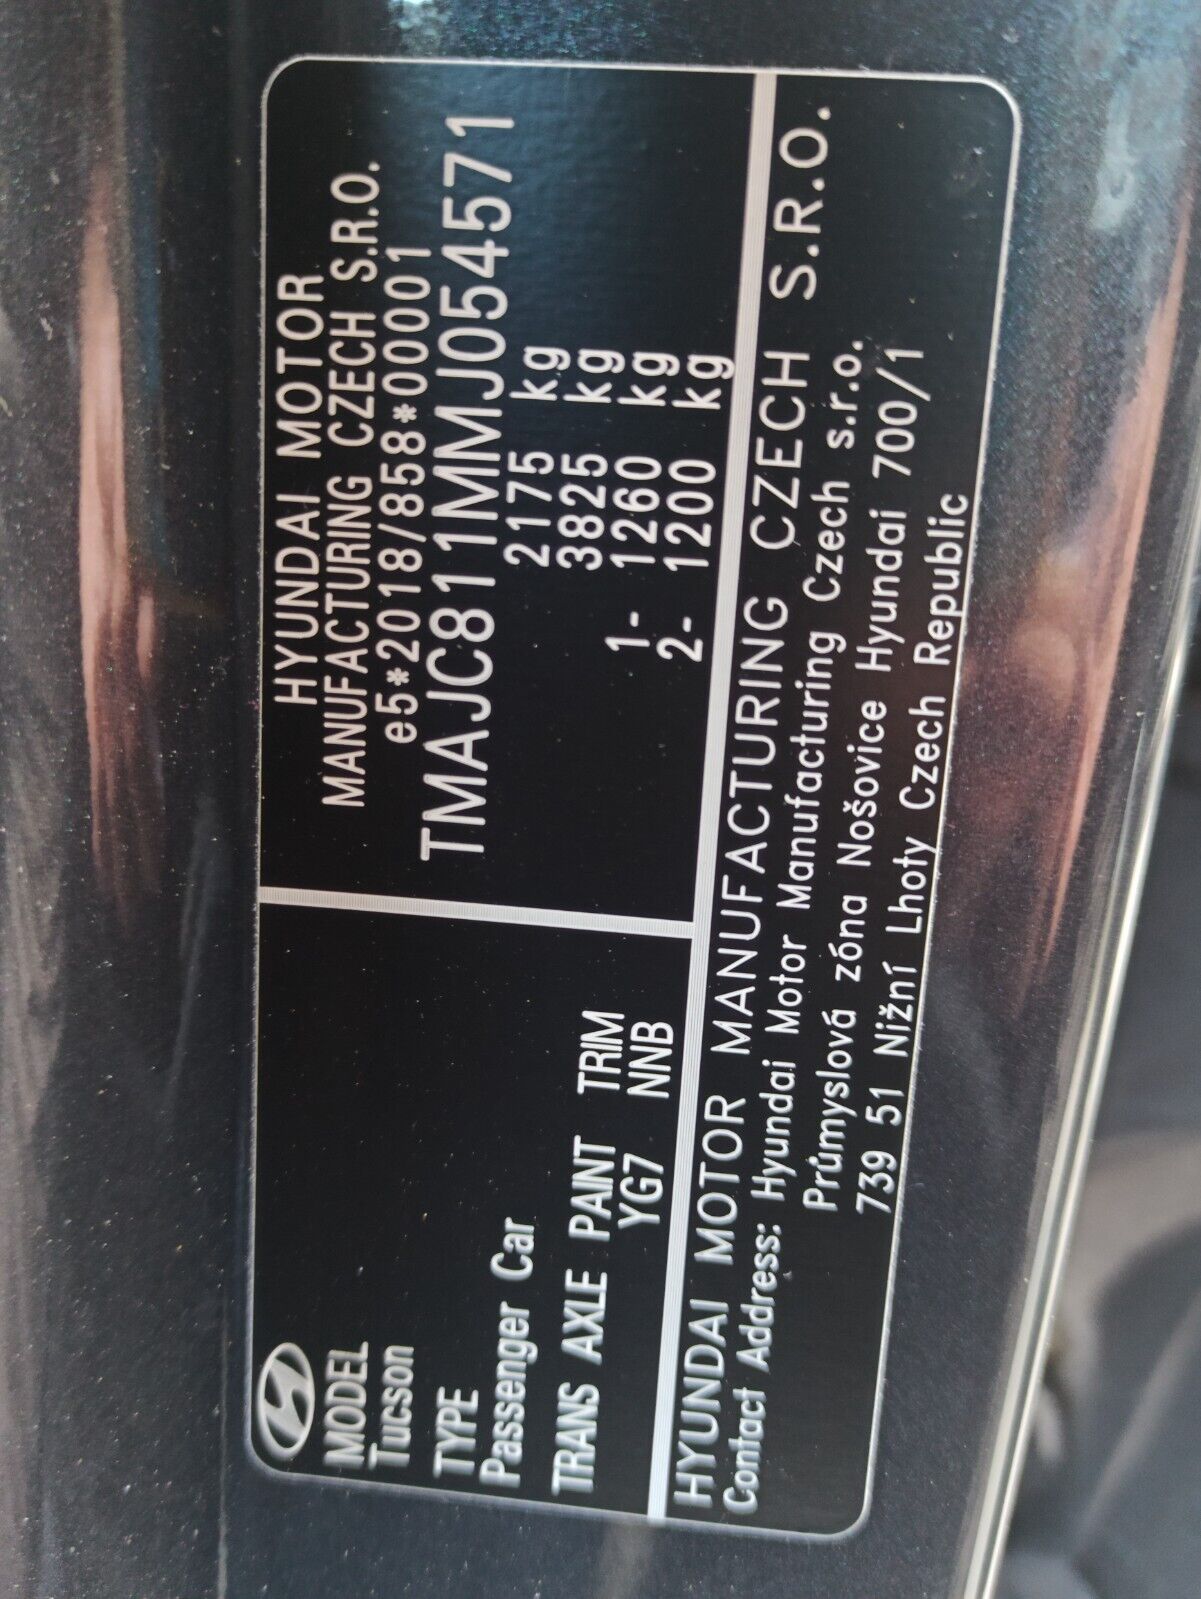 MODEL
Tucson
TYPE
Passenger Car
TRANS AXLE PAINT TRIM
YG7 NNB
HYUNDAI MOTOR
MANUFACTURING CZECH S.R.O.
e5*2018/858*00001
TMAJC811MMJ054571
2175 kg
3825 kg
1- 1260 kg
2- 1200 kg
HYUNDAI MOTOR MANUFACTURING CZECH S.R.O.
Contact Address: Hyundai Motor Manufacturing Czech s.r.o.
Průmyslová zóna Nošovice Hyundai 700/1
739 51 Nižní Lhoty Czech Republic